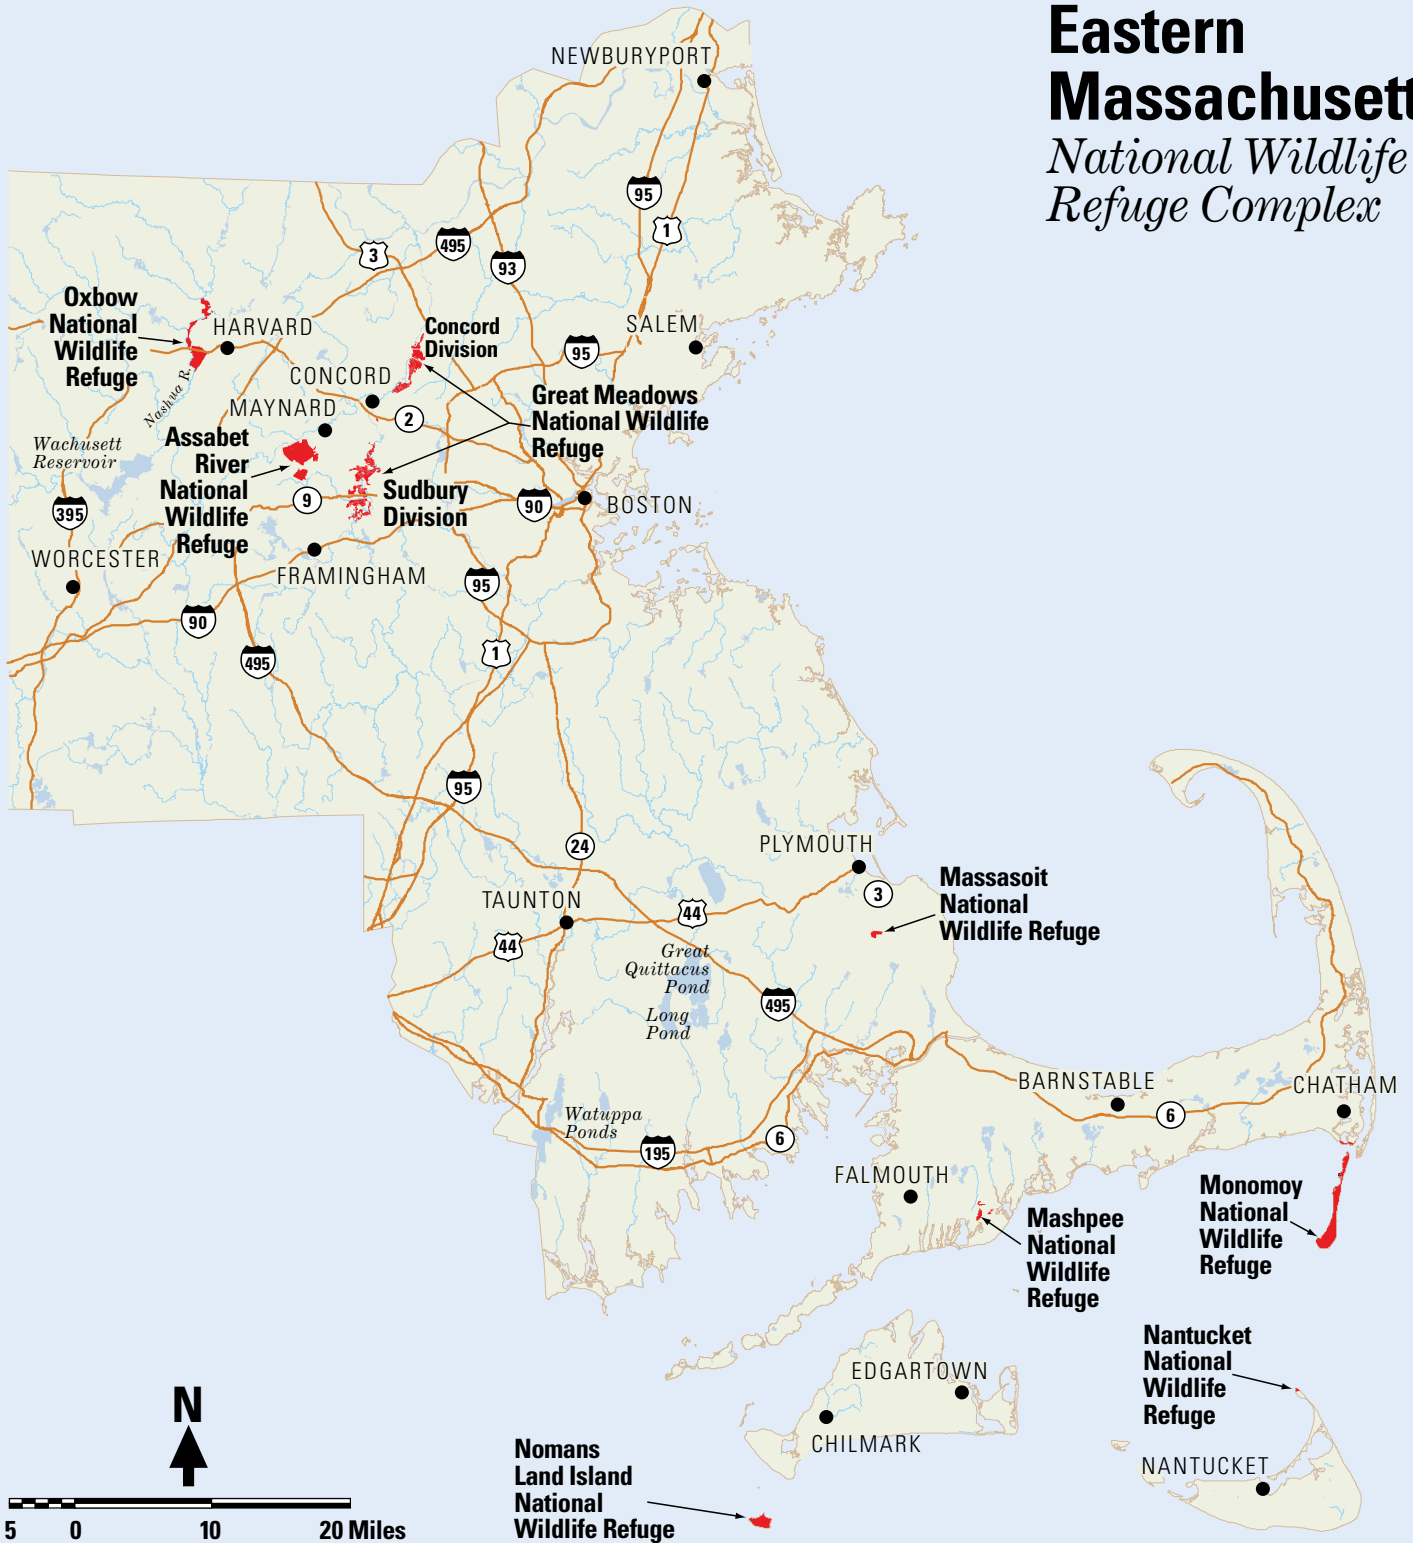 Eastern
Massachusett
National Wildlife
Refuge Complex
NEWBURYPORT
95
1
495
3
93
Oxbow
National
Wildlife
Refuge
HARVARD
Concord
Division
SALEM
95
CONCORD
Nashua R.
MAYNARD
2
Great Meadows
National Wildlife
Refuge
Wachusett
Reservoir
Assabet
River
National
Wildlife
Refuge
9
Sudbury
Division
395
90
BOSTON
WORCESTER
FRAMINGHAM
95
90
495
1
95
24
PLYMOUTH
3
Massasoit
National
Wildlife Refuge
TAUNTON
44
44
Great
Quittacus
Pond
Long
Pond
495
BARNSTABLE
CHATHAM
6
Watuppa
Ponds
195
6
FALMOUTH
Mashpee
National
Wildlife
Refuge
Monomoy
National
Wildlife
Refuge
Nantucket
National
Wildlife
Refuge
EDGARTOWN
CHILMARK
NANTUCKET
Nomans
Land Island
National
Wildlife Refuge
N
5 0 10 20 Miles